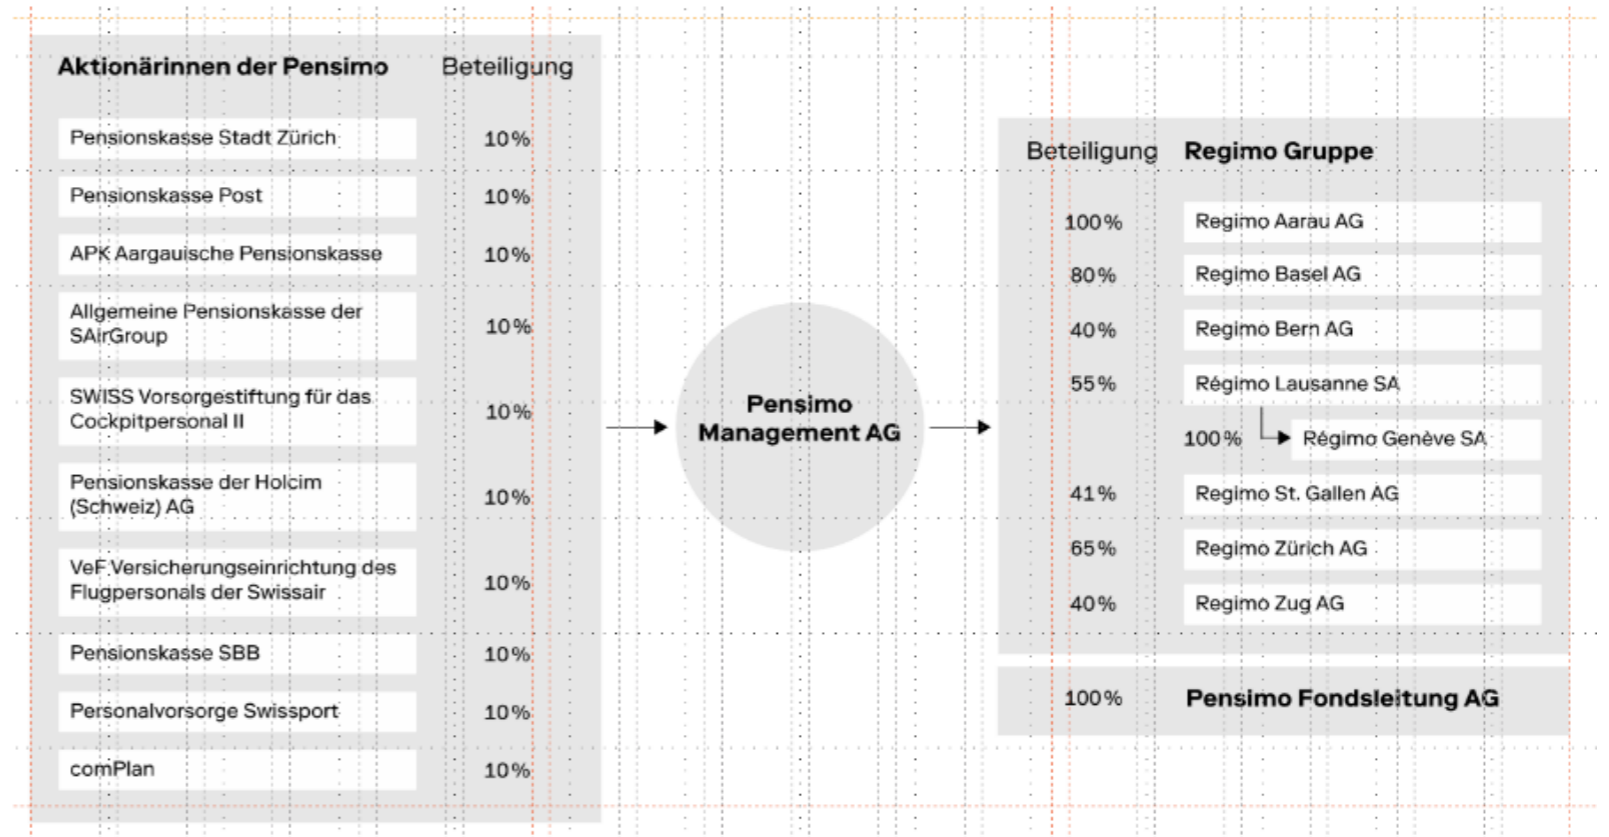 Aktionärinnen der Pensimo Beteiligung
Pensionskasse Stadt Zürich 10%
Pensionskasse Post 10%
APK Aargauische Pensionskasse 10%
Allgemeine Pensionskasse der
SAirGroup 10%
SWISS Vorsorgestiftung für das
Cockpitpersonal II 10%
Pensionskasse der Holcim
(Schweiz) AG 10%
VeF Versicherungseinrichtung des
Flugpersonals der Swissair 10%
Pensionskasse SBB 10%
Personalvorsorge Swissport 10%
comPlan 10%
Pensimo
Management AG
Beteiligung Regimo Gruppe
100% Regimo Aarau AG
80% Regimo Basel AG
40% Regimo Bern AG
55% Régimo Lausanne SA
100% Régimo Genève SA
41% Regimo St. Gallen AG
65% Regimo Zürich AG
40% Regimo Zug AG
100% Pensimo Fondsleitung AG